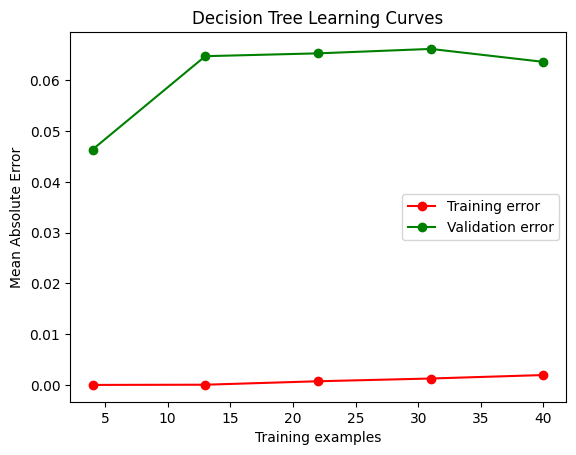 Decision Tree Learning Curves
Mean Absolute Error
0.06
0.05
0.04
0.03
0.02
0.01
0.00
Training error
Validation error
5 10 15 20 25 30 35 40
Training examples